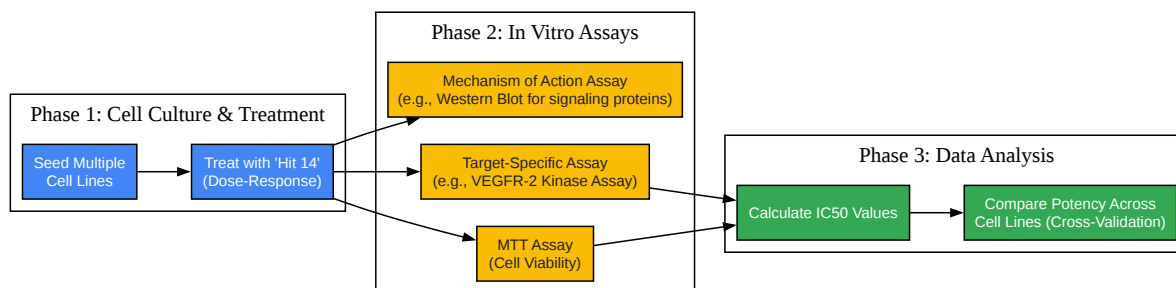 Phase 1: Cell Culture & Treatment
Seed Multiple
Cell Lines
Treat with 'Hit 14'
(Dose-Response)
Phase 2: In Vitro Assays
Mechanism of Action Assay
(e.g., Western Blot for signaling proteins)
Target-Specific Assay
(e.g., VEGFR-2 Kinase Assay)
MTT Assay
(Cell Viability)
Phase 3: Data Analysis
Calculate IC50 Values
Compare Potency Across
Cell Lines (Cross-Validation)